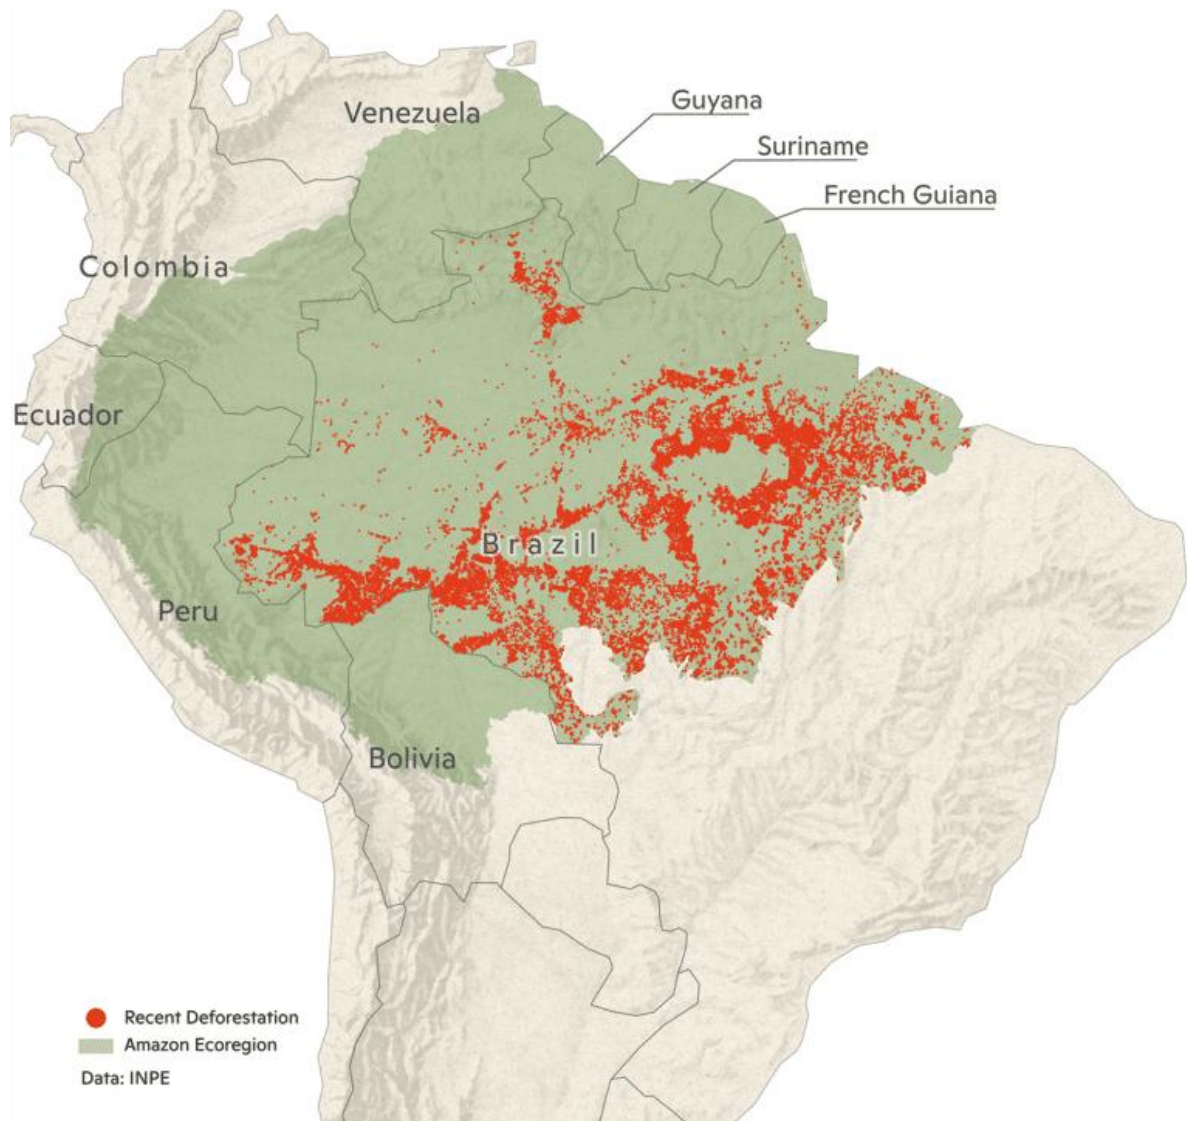 Venezuela
Guyana
Suriname
French Guiana
Colombia
Ecuador
Brazil
Peru
Bolivia
Recent Deforestation
Amazon Ecoregion
Data: INPE